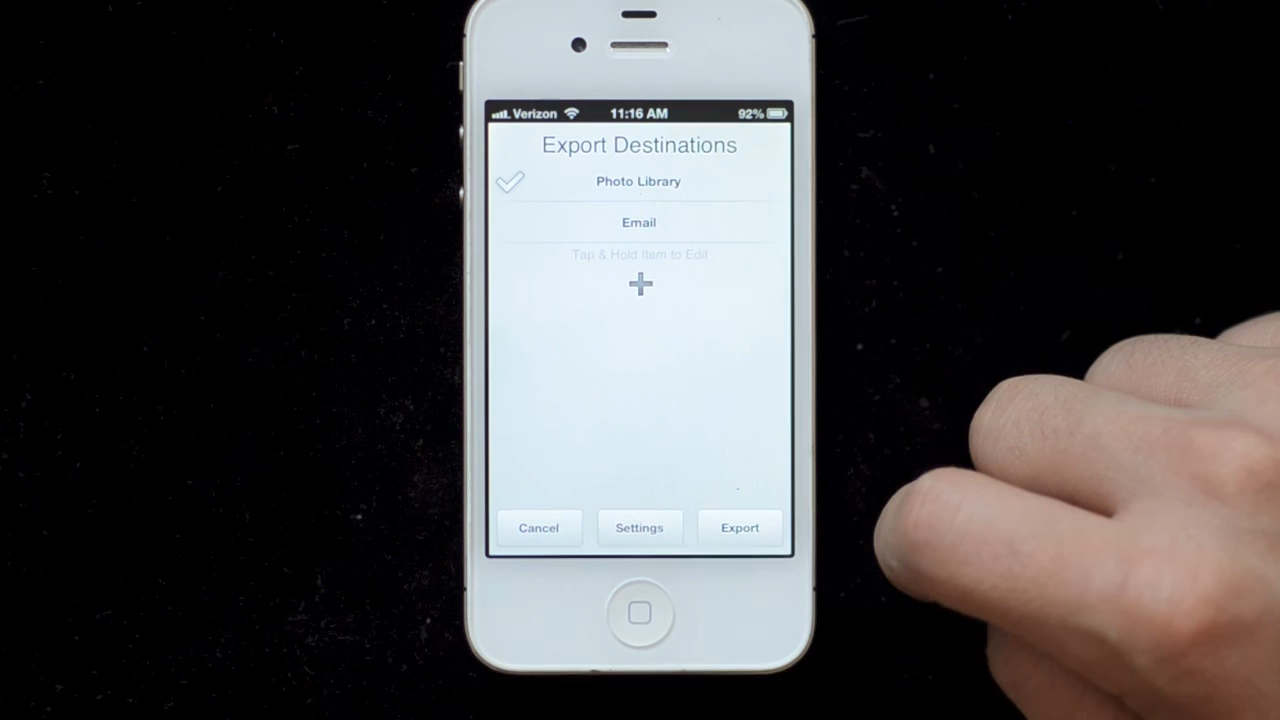 Verizon 11:16 AM 92%
Export Destinations
Photo Library
Email
Tap & Hold Item to Edit
Cancel Settings Export